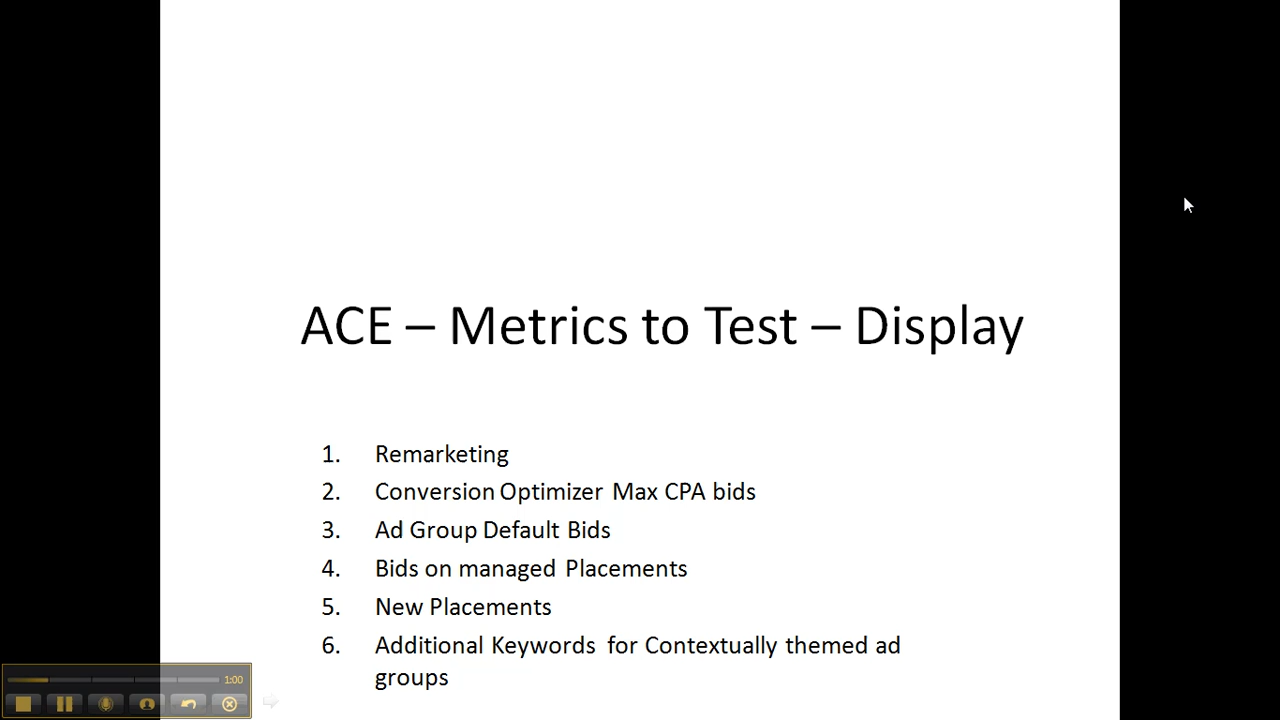 ACE – Metrics to Test – Display
1. Remarketing
2. Conversion Optimizer Max CPA bids
3. Ad Group Default Bids
4. Bids on managed Placements
5. New Placements
6. Additional Keywords for Contextually themed ad
groups
1:00